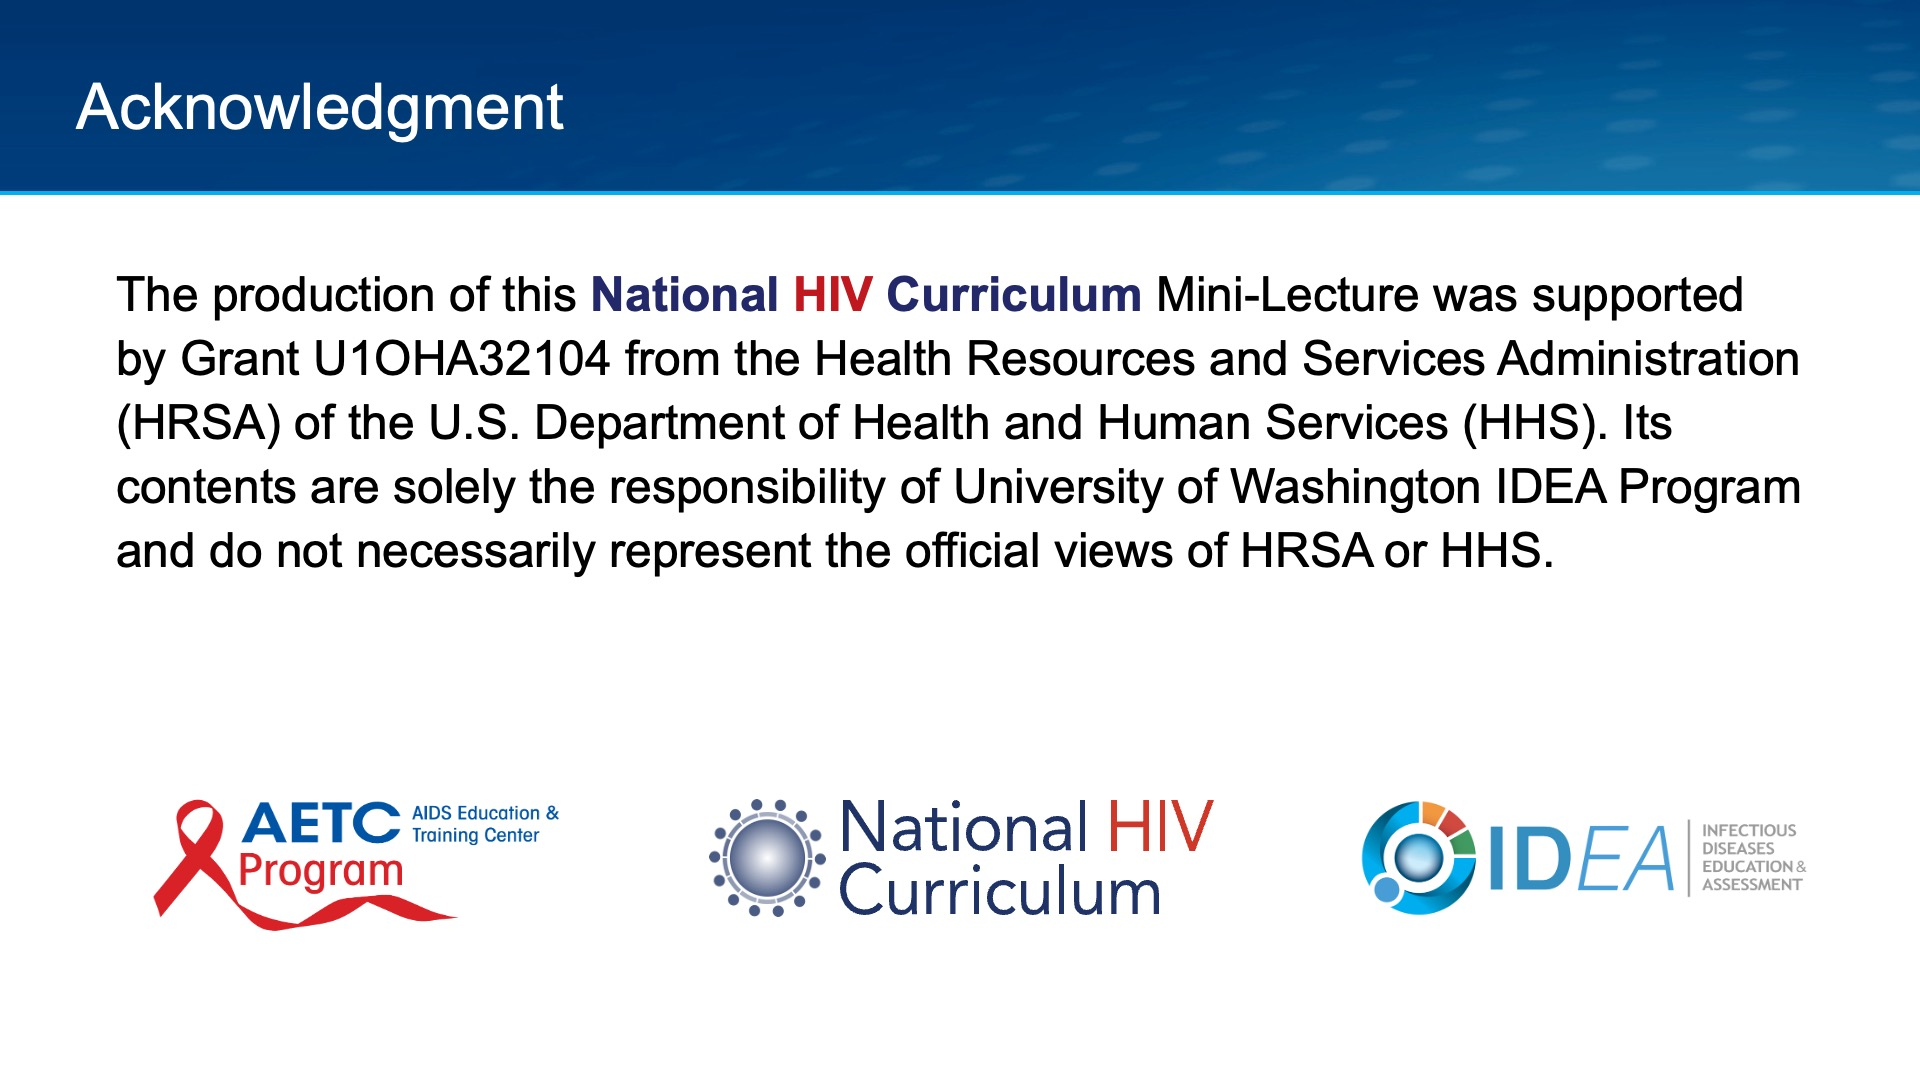 Acknowledgment
The production of this National HIV Curriculum Mini-Lecture was supported
by Grant U1OHA32104 from the Health Resources and Services Administration
(HRSA) of the U.S. Department of Health and Human Services (HHS). Its
contents are solely the responsibility of University of Washington IDEA Program
and do not necessarily represent the official views of HRSA or HHS.
AETC AIDS Education &
Training Center
Program
National HIV
Curriculum
IDEA
INFECTIOUS
DISEASES
EDUCATION &
ASSESSMENT